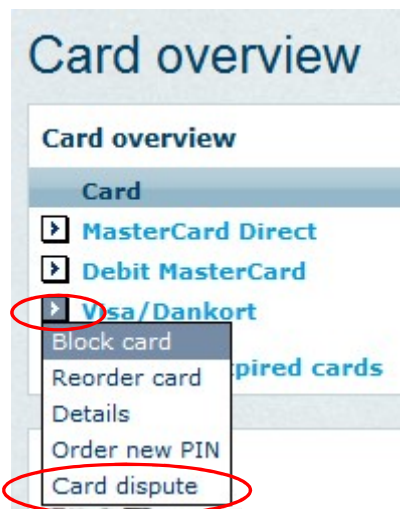 Card overview
Card overview
Card
MasterCard Direct
Debit MasterCard
Visa/Dankort
Block card
expired cards
Reorder card
Details
Order new PIN
Card dispute